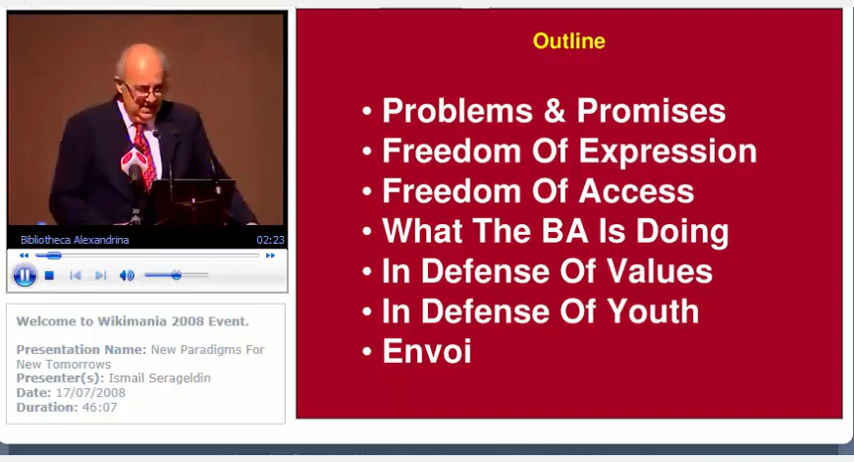 Bibliotheca Alexandrina 02:23
Welcome to Wikimania 2008 Event.
Presentation Name: New Paradigms For
New Tomorrows
Presenter(s): Ismail Serageldin
Date: 17/07/2008
Duration: 46:07
Outline
• Problems & Promises
• Freedom Of Expression
• Freedom Of Access
• What The BA Is Doing
• In Defense Of Values
• In Defense Of Youth
• Envoi